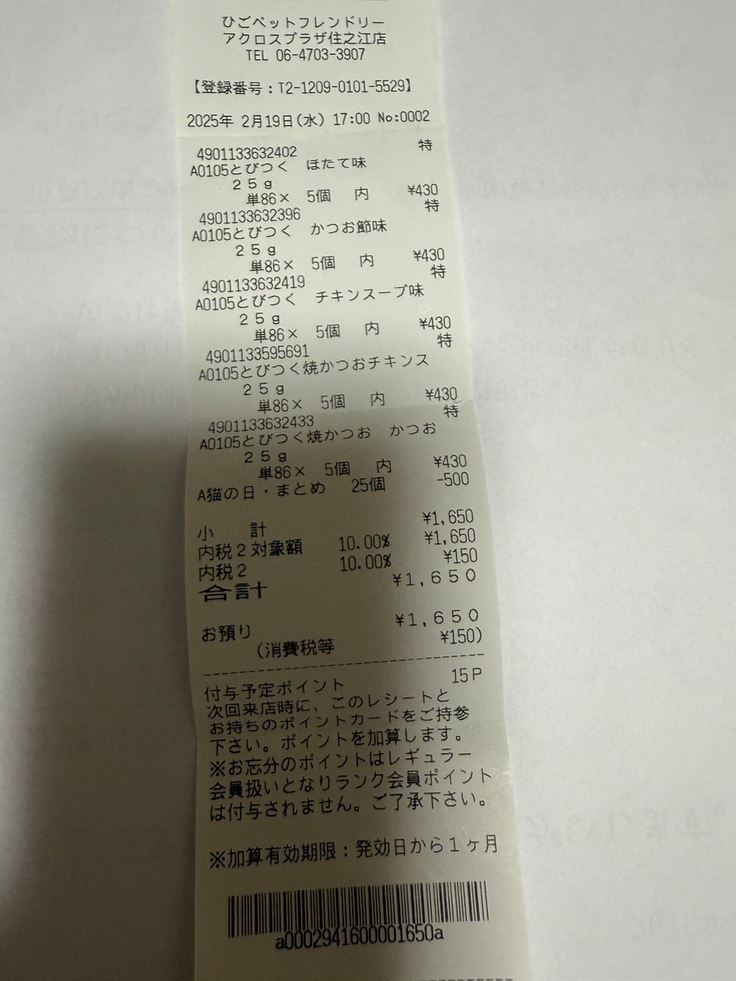 ひごペットフレンドリー
アクロスプラザ住之江店
TEL 06-4703-3907
【登録番号：T2-1209-0101-5529】
2025年 2月19日(水) 17:00 No:0002
4901133632402 特
A0105とびつく ほたて味
25g
単86× 5個 内 ¥430
4901133632396 特
A0105とびつく かつお節味
25g
単86× 5個 内 ¥430
4901133632419 特
A0105とびつく チキンスープ味
25g
単86× 5個 内 ¥430
4901133595691 特
A0105とびつく焼かつおチキンス
25g
単86× 5個 内 ¥430
4901133632433 特
A0105とびつく焼かつお かつお
25g
単86× 5個 内 ¥430
A猫の日・まとめ 25個 -500
小 計 ¥1,650
内税2対象額 10.00% ¥1,650
内税2 10.00% ¥150
合計 ¥1,650
お預り ¥1,650
(消費税等 ¥150)
付与予定ポイント 15P
次回来店時に、このレシートと
お持ちのポイントカードをご持参
下さい。ポイントを加算します。
※お忘分のポイントはレギュラー
会員扱いとなりランク会員ポイント
は付与されません。ご了承下さい。
※加算有効期限：発効日から1ヶ月
a0002941600001650a